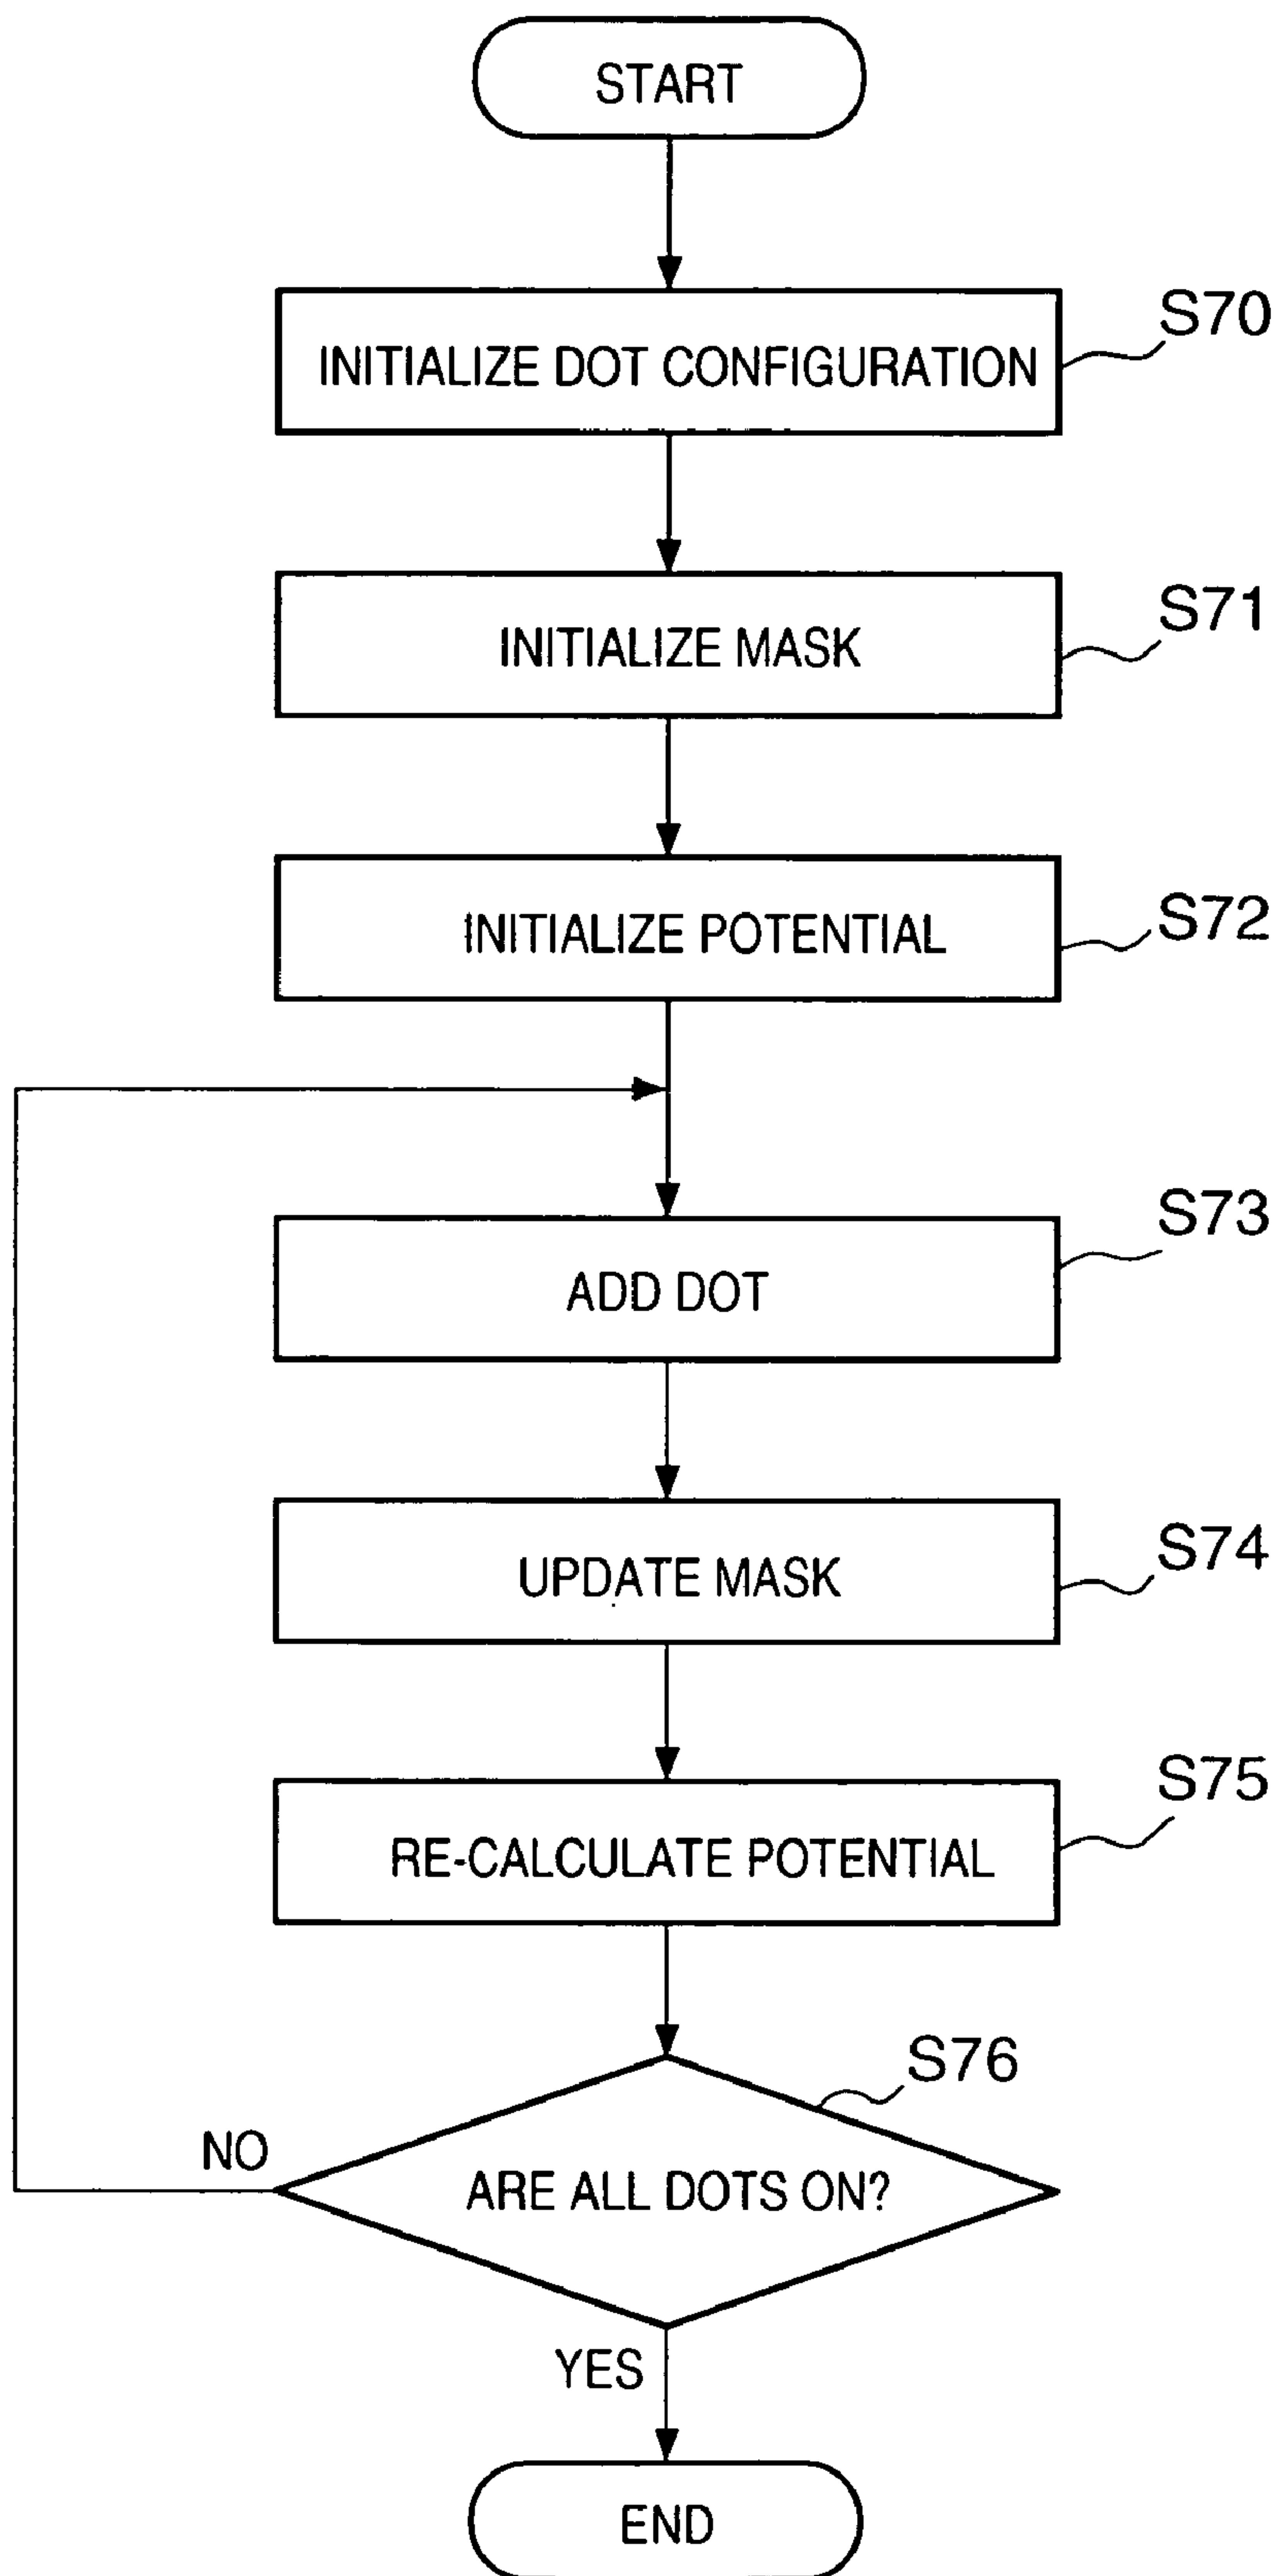 START
INITIALIZE DOT CONFIGURATION
S70
INITIALIZE MASK
S71
INITIALIZE POTENTIAL
S72
ADD DOT
S73
UPDATE MASK
S74
RE-CALCULATE POTENTIAL
S75
S76
NO
ARE ALL DOTS ON?
YES
END